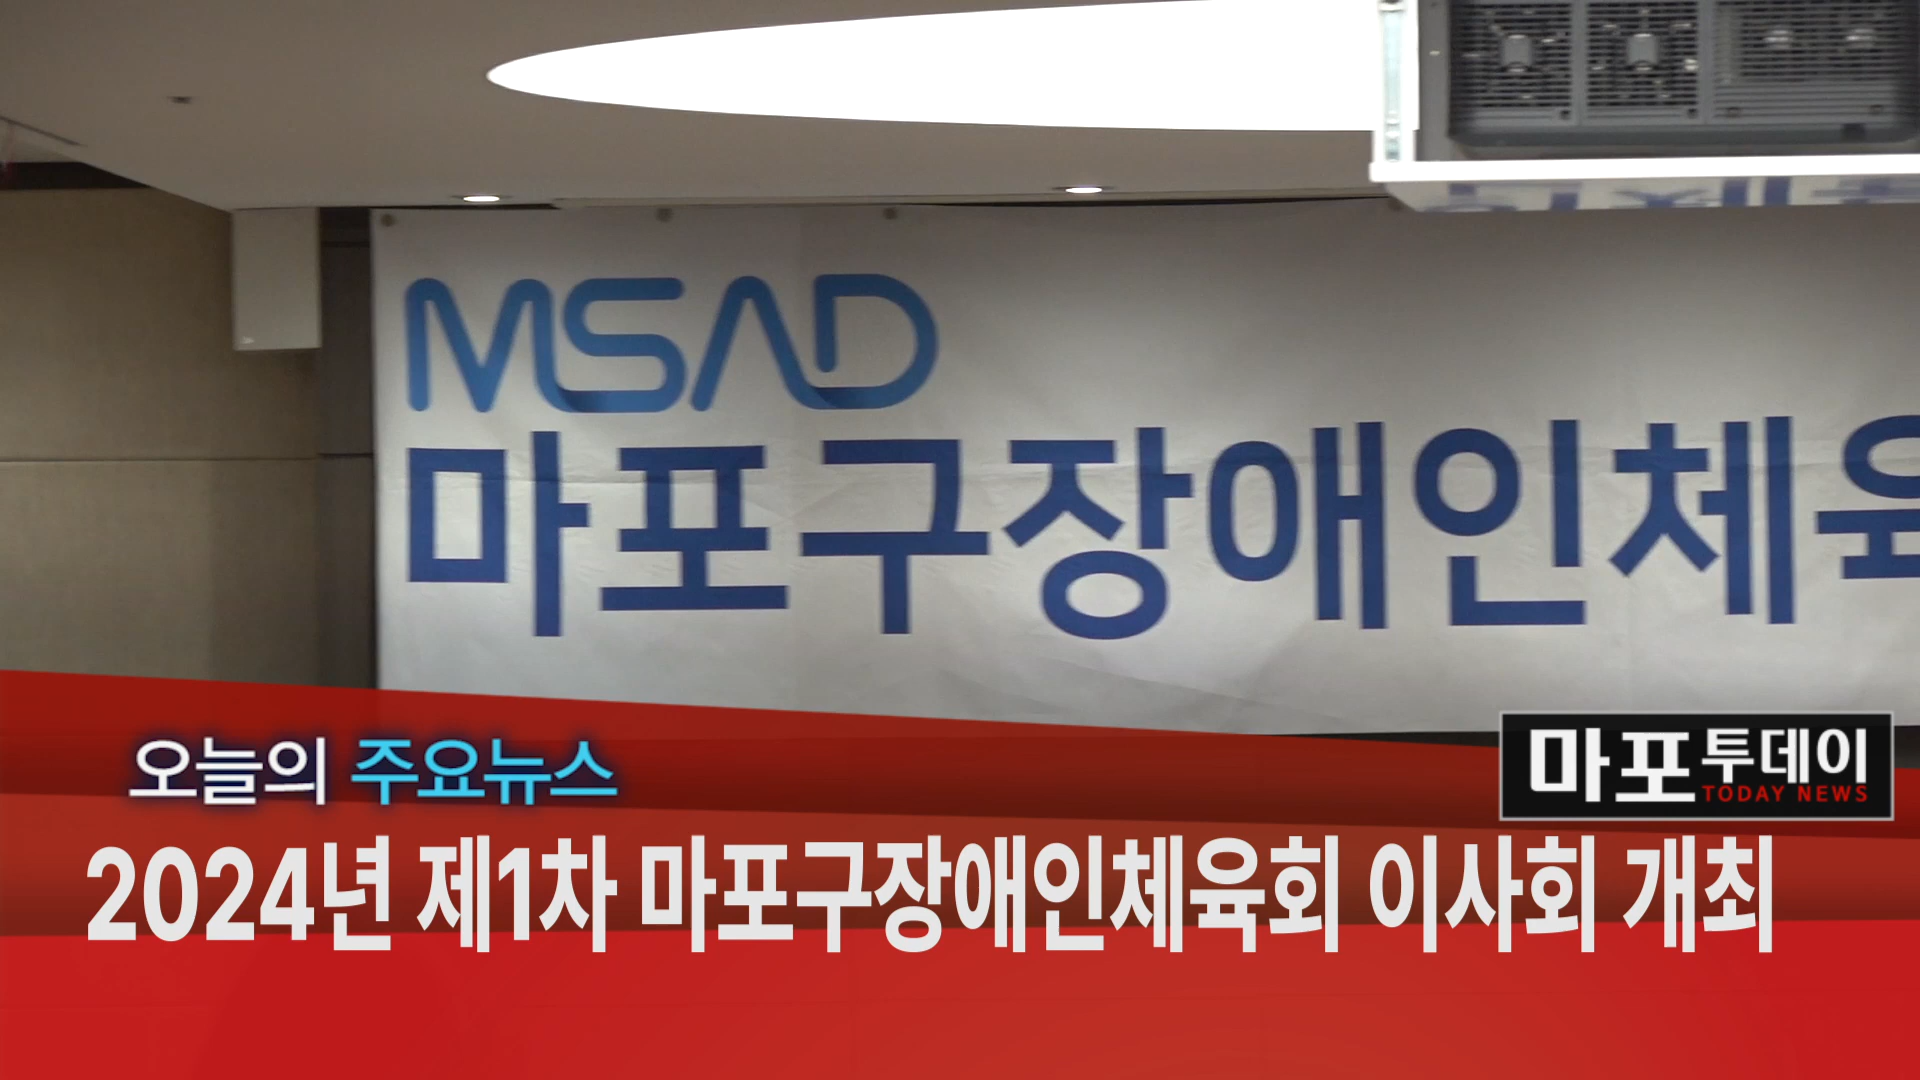 MSAD
마포구장애인체육
오늘의 주요뉴스
마포투데이
TODAY NEWS
2024년 제1차 마포구장애인체육회 이사회 개최